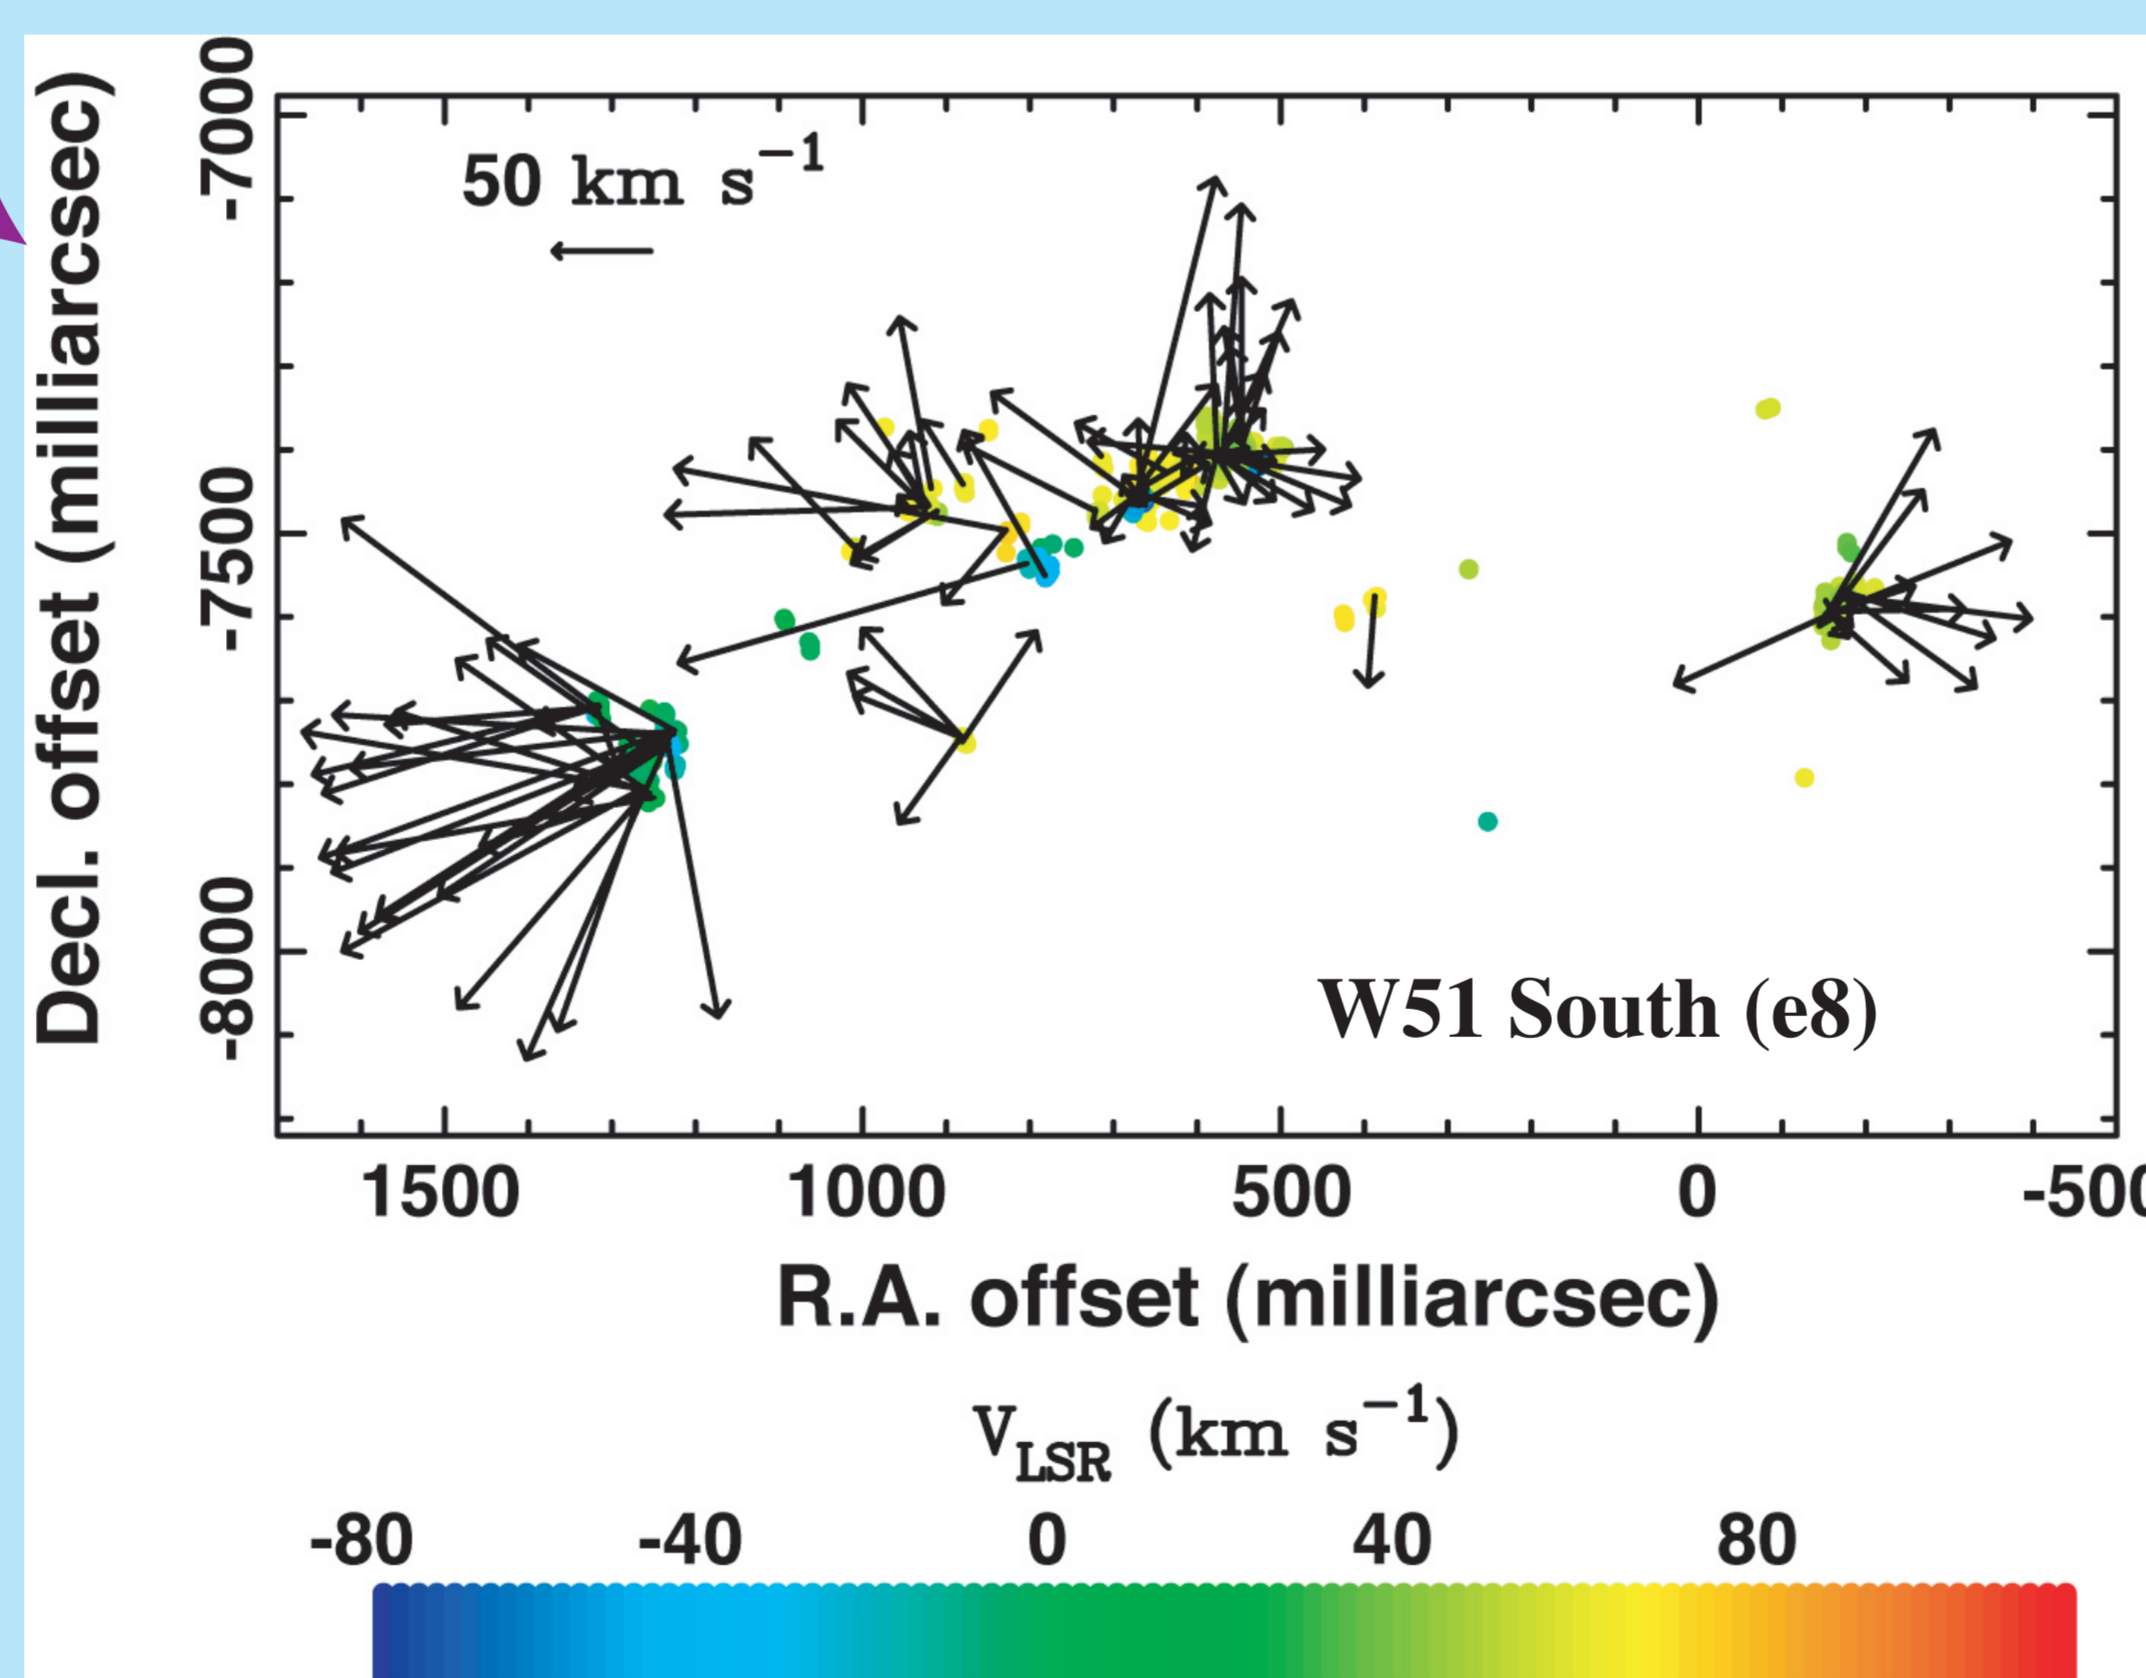 Decl. offset (milliarcsec)
-7000
-7500
-8000
50 km s⁻¹
W51 South (e8)
1500 1000 500 0 -500
R.A. offset (milliarcsec)
V_LSR (km s⁻¹)
-80 -40 0 40 80